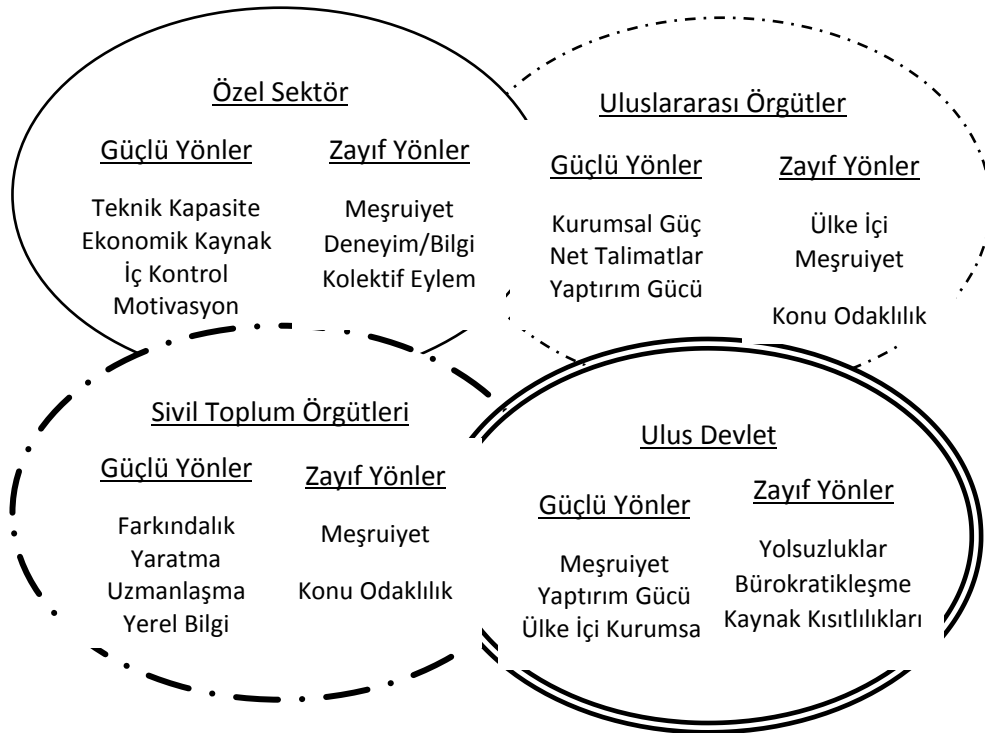 Özel Sektör
Güçlü Yönler
Teknik Kapasite
Ekonomik Kaynak
İç Kontrol
Motivasyon
Zayıf Yönler
Meşruiyet
Deneyim/Bilgi
Kolektif Eylem
Uluslararası Örgütler
Güçlü Yönler
Kurumsal Güç
Net Talimatlar
Yaptırım Gücü
Zayıf Yönler
Ülke İçi
Meşruiyet
Konu Odaklılık
Sivil Toplum Örgütleri
Güçlü Yönler
Farkındalık
Yaratma
Uzmanlaşma
Yerel Bilgi
Zayıf Yönler
Meşruiyet
Konu Odaklılık
Ulus Devlet
Güçlü Yönler
Meşruiyet
Yaptırım Gücü
Ülke İçi Kurumsa
Zayıf Yönler
Yolsuzluklar
Bürokratikleşme
Kaynak Kısıtlılıkları